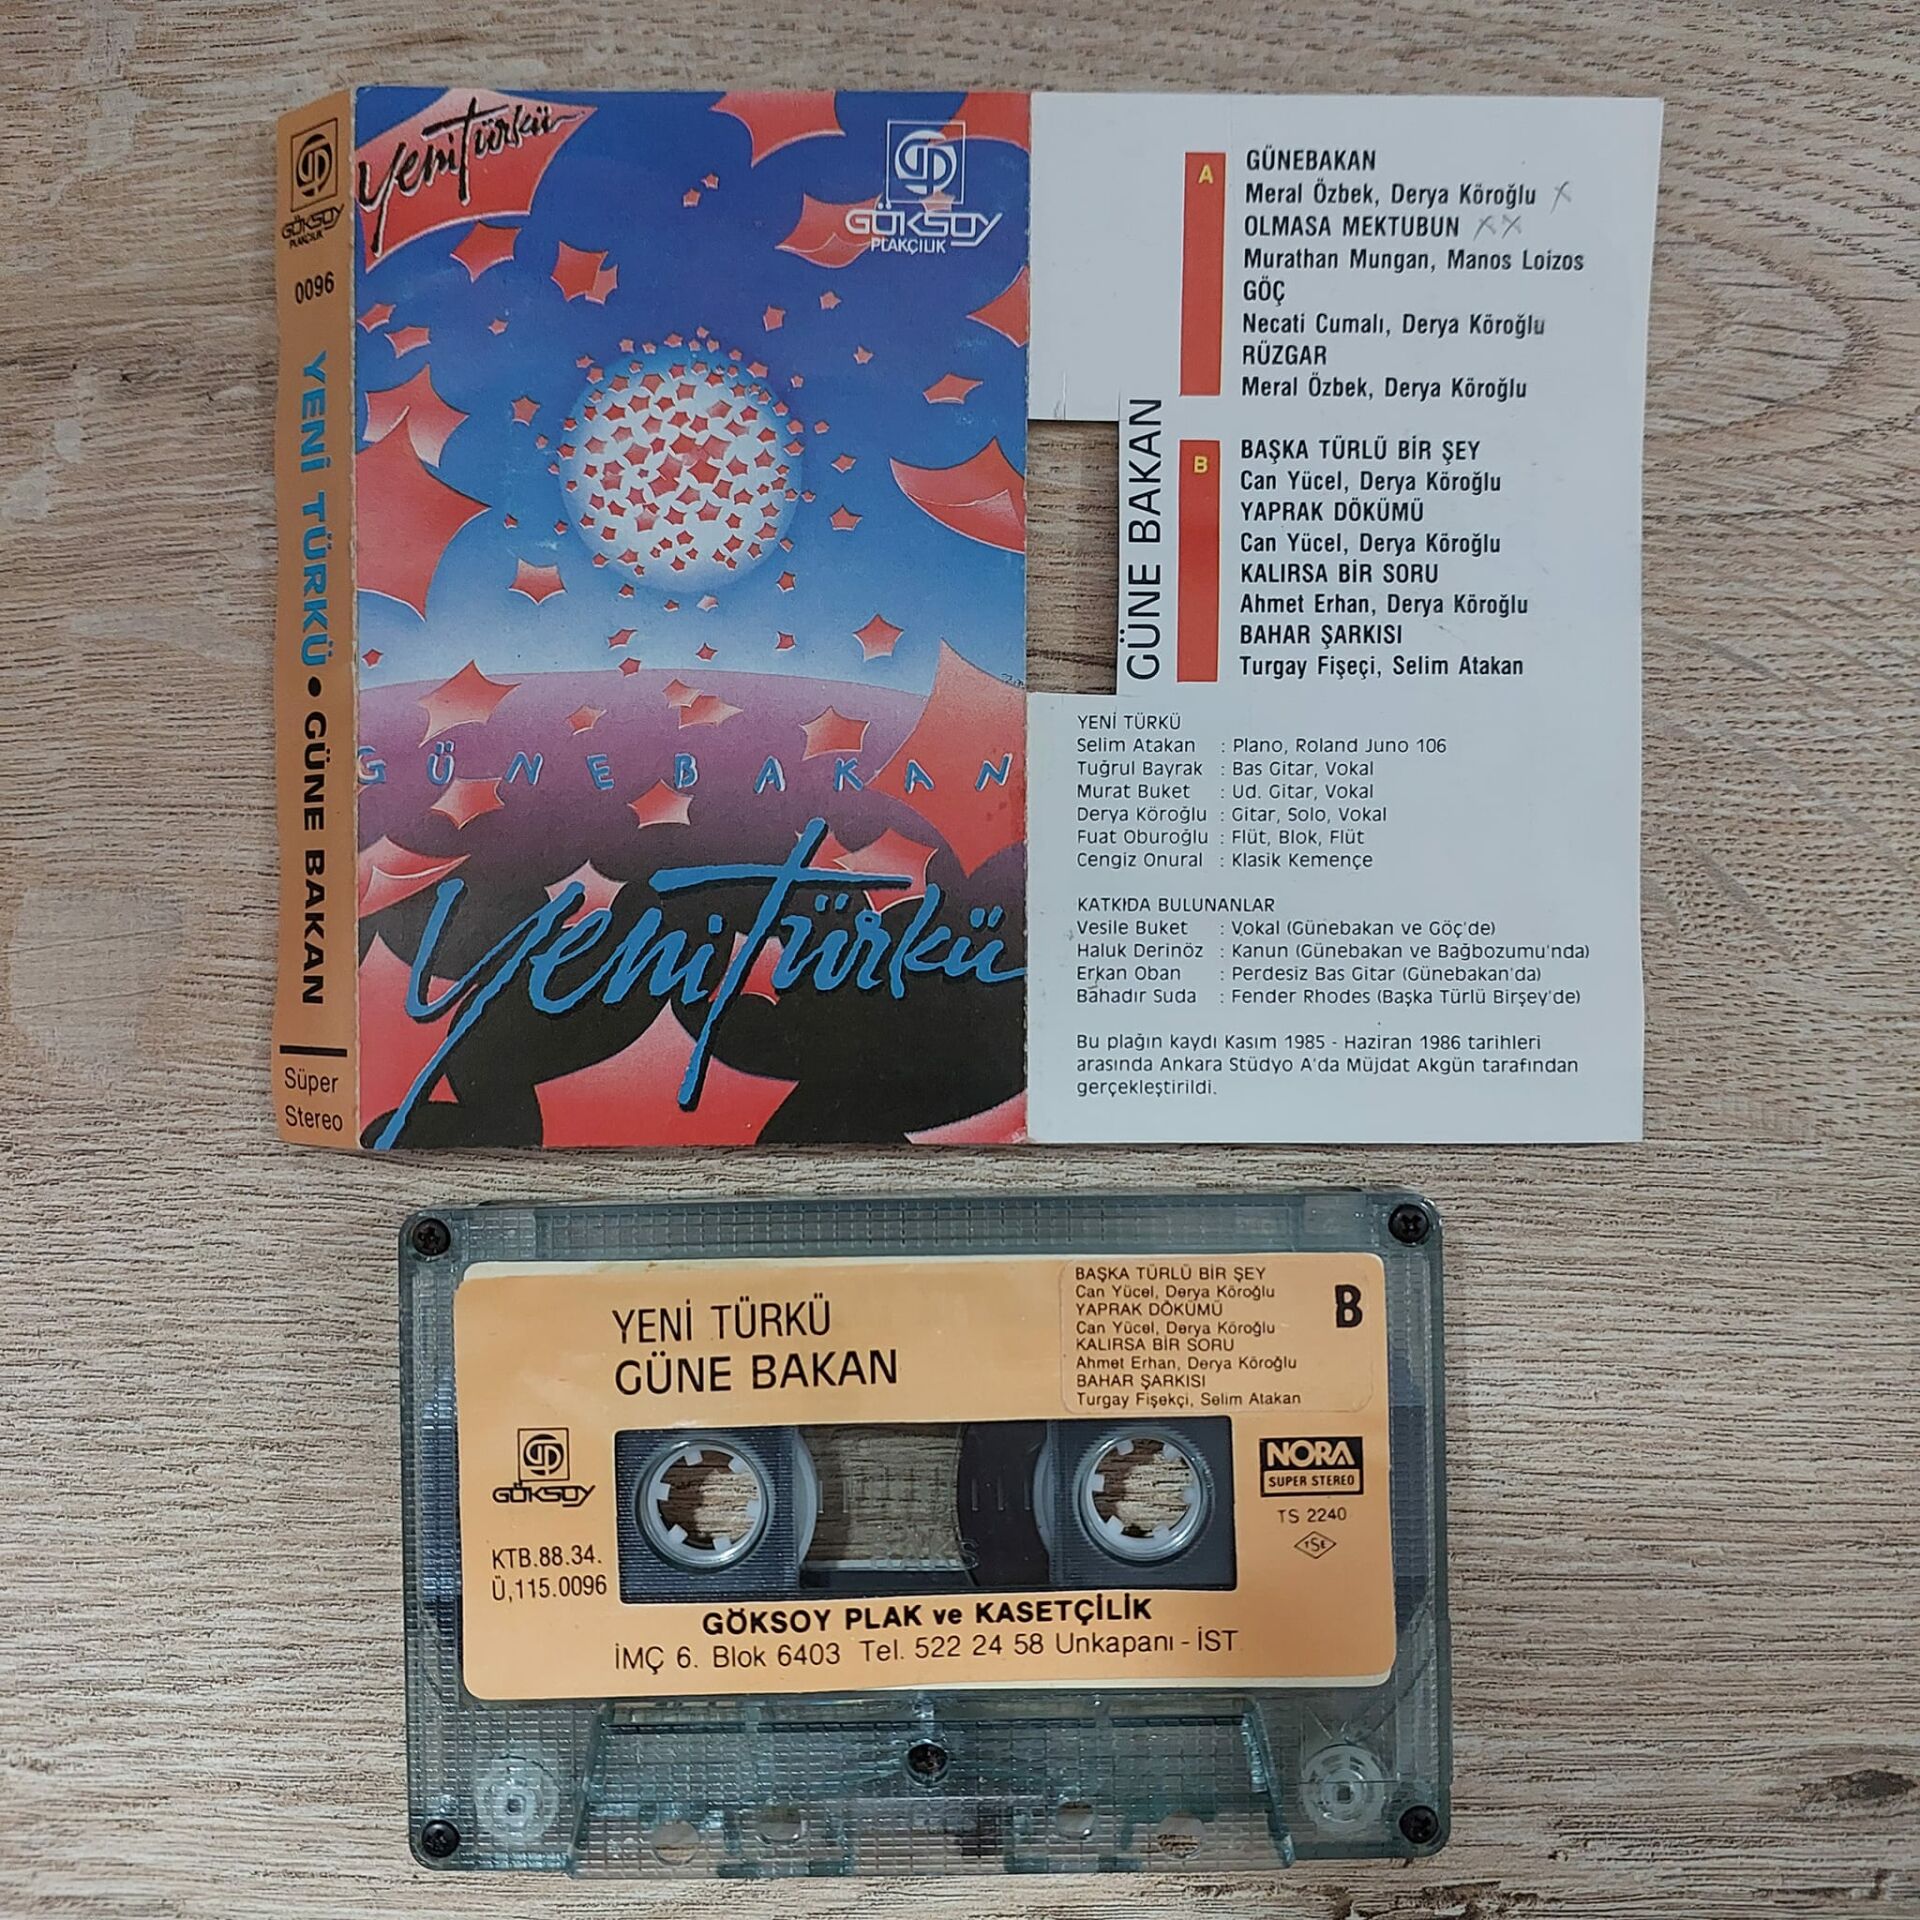 GÖKSOY
PLAKÇILIK
0096
YENİ TÜRKÜ • GÜNE BAKAN
Süper
Stereo
Yeni Türkü
GÖKSOY
PLAKÇILIK
GÜNEBAKAN
Yeni Türkü
GÜNE BAKAN
A
GÜNEBAKAN
Meral Özbek, Derya Köroğlu
OLMASA MEKTUBUN
Murathan Mungan, Manos Loizos
GÖÇ
Necati Cumalı, Derya Köroğlu
RÜZGAR
Meral Özbek, Derya Köroğlu
B
BAŞKA TÜRLÜ BİR ŞEY
Can Yücel, Derya Köroğlu
YAPRAK DÖKÜMÜ
Can Yücel, Derya Köroğlu
KALIRSA BİR SORU
Ahmet Erhan, Derya Köroğlu
BAHAR ŞARKISI
Turgay Fişeçi, Selim Atakan
YENİ TÜRKÜ
Selim Atakan : Plano, Roland Juno 106
Tuğrul Bayrak : Bas Gitar, Vokal
Murat Buket : Ud. Gitar, Vokal
Derya Köroğlu : Gitar, Solo, Vokal
Fuat Oburoğlu : Flüt, Blok, Flüt
Cengiz Onural : Klasik Kemençe
KATKIDA BULUNANLAR
Vesile Buket : Vokal (Günebakan ve Göç'de)
Haluk Derinöz : Kanun (Günebakan ve Bağbozumu'nda)
Erkan Oban : Perdesiz Bas Gitar (Günebakan'da)
Bahadır Suda : Fender Rhodes (Başka Türlü Birşey'de)
Bu plağın kaydı Kasım 1985 - Haziran 1986 tarihleri
arasında Ankara Stüdyo A'da Müjdat Akgün tarafından
gerçekleştirildi.
YENİ TÜRKÜ
GÜNE BAKAN
BAŞKA TÜRLÜ BİR ŞEY
Can Yücel, Derya Köroğlu
YAPRAK DÖKÜMÜ
Can Yücel, Derya Köroğlu
KALIRSA BİR SORU
Ahmet Erhan, Derya Köroğlu
BAHAR ŞARKISI
Turgay Fişekçi, Selim Atakan
B
GÖKSOY
KTB.88.34.
Ü,115.0096
NORA
SUPER STEREO
TS 2240
TSE
GÖKSOY PLAK ve KASETÇİLİK
İMÇ 6. Blok 6403 Tel. 522 24 58 Unkapanı - İST